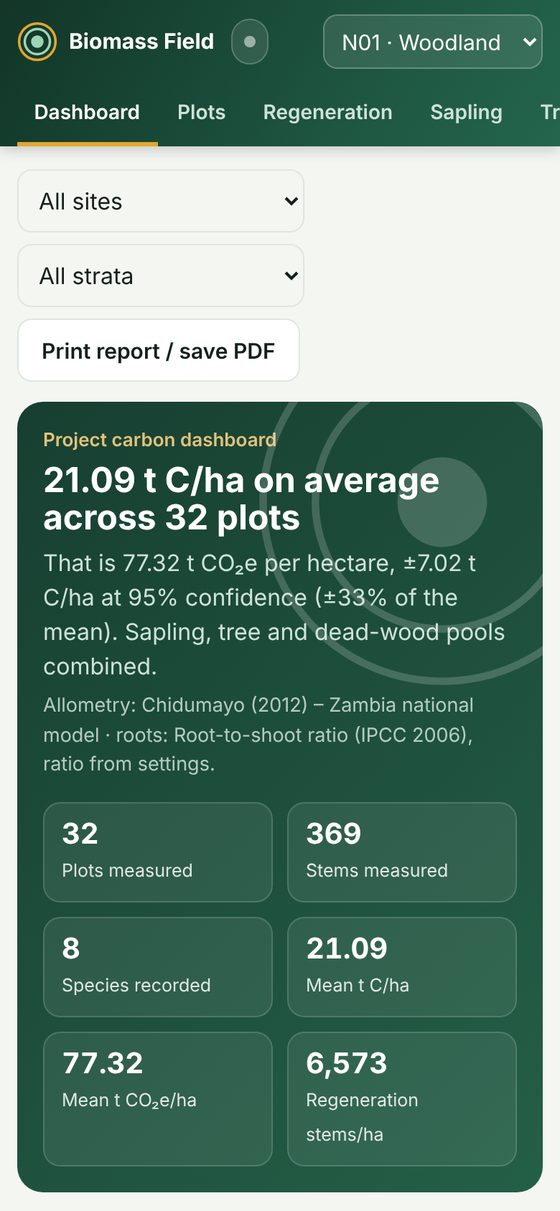 Biomass Field
N01 · Woodland
Dashboard Plots Regeneration Sapling Tr
All sites
All strata
Print report / save PDF
Project carbon dashboard
21.09 t C/ha on average
across 32 plots
That is 77.32 t CO₂e per hectare, ±7.02 t
C/ha at 95% confidence (±33% of the
mean). Sapling, tree and dead-wood pools
combined.
Allometry: Chidumayo (2012) – Zambia national
model · roots: Root-to-shoot ratio (IPCC 2006),
ratio from settings.
32
Plots measured
369
Stems measured
8
Species recorded
21.09
Mean t C/ha
77.32
Mean t CO₂e/ha
6,573
Regeneration
stems/ha